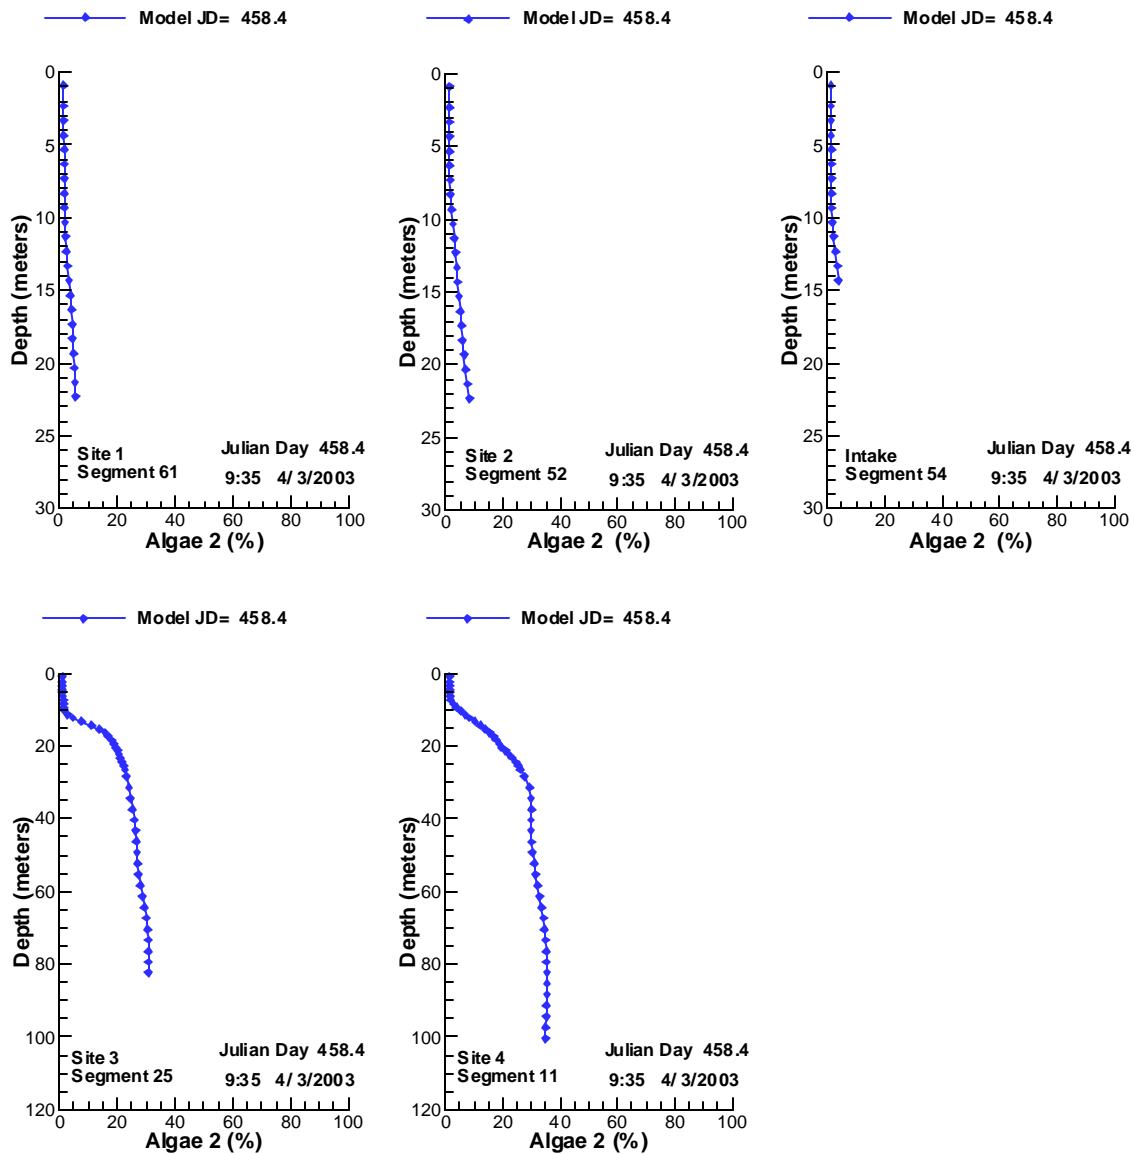 Model JD= 458.4
0
5
10
15
20
25
30
Depth (meters)
Site 1
Segment 61
Julian Day 458.4
9:35 4/ 3/2003
0 20 40 60 80 100
Algae 2 (%)
Model JD= 458.4
0
5
10
15
20
25
30
Depth (meters)
Site 2
Segment 52
Julian Day 458.4
9:35 4/ 3/2003
0 20 40 60 80 100
Algae 2 (%)
Model JD= 458.4
0
5
10
15
20
25
30
Depth (meters)
Intake
Segment 54
Julian Day 458.4
9:35 4/ 3/2003
0 20 40 60 80 100
Algae 2 (%)
Model JD= 458.4
0
20
40
60
80
100
120
Depth (meters)
Site 3
Segment 25
Julian Day 458.4
9:35 4/ 3/2003
0 20 40 60 80 100
Algae 2 (%)
Model JD= 458.4
0
20
40
60
80
100
120
Depth (meters)
Site 4
Segment 11
Julian Day 458.4
9:35 4/ 3/2003
0 20 40 60 80 100
Algae 2 (%)